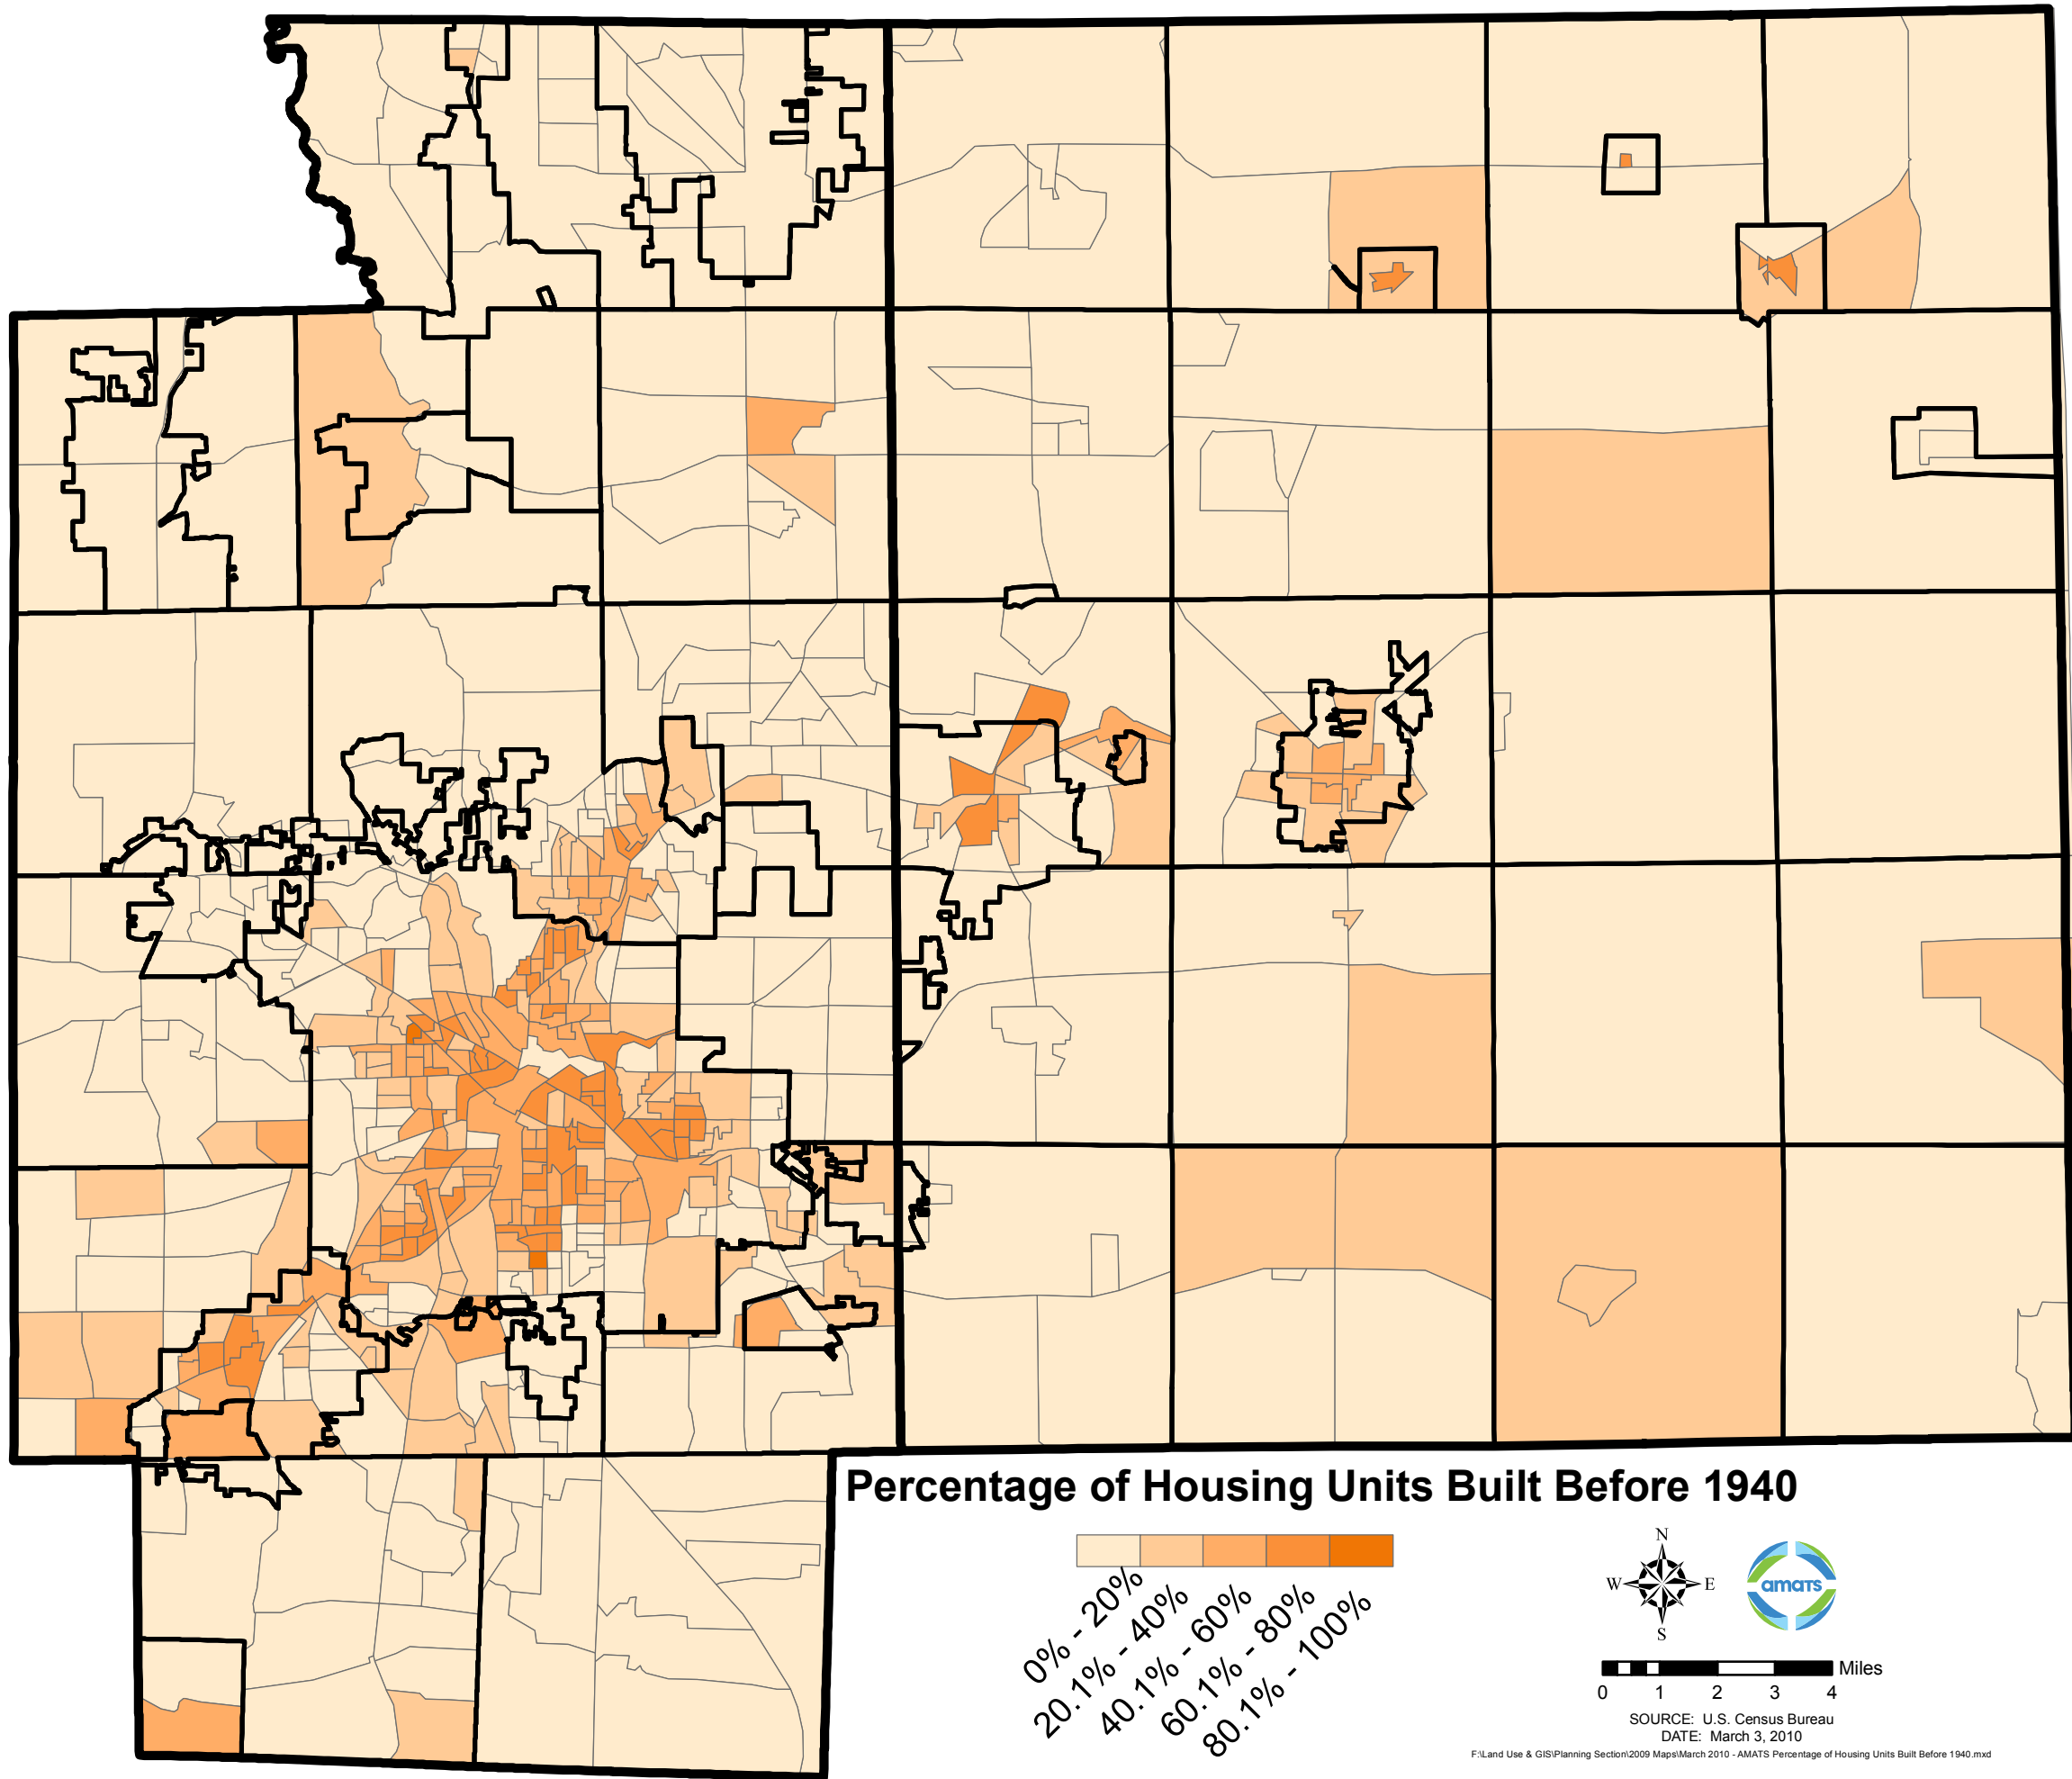 Percentage of Housing Units Built Before 1940
0% - 20%
20.1% - 40%
40.1% - 60%
60.1% - 80%
80.1% - 100%
N
W E
S
amats
Miles
0 1 2 3 4
SOURCE: U.S. Census Bureau
DATE: March 3, 2010
F:\Land Use & GIS\Planning Section\2009 Maps\March 2010 - AMATS Percentage of Housing Units Built Before 1940.mxd